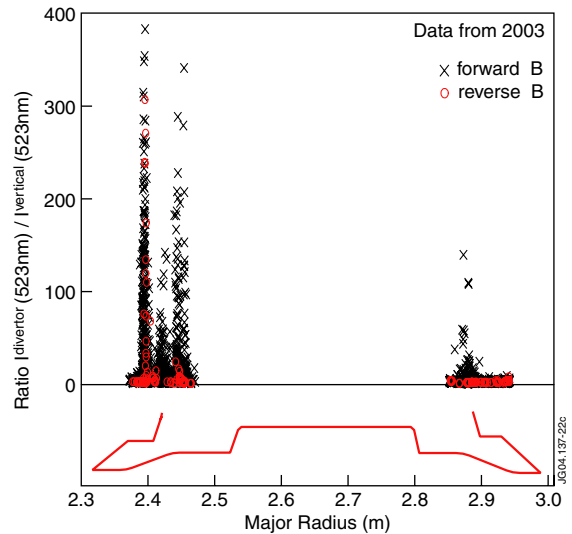 Data from 2003
× forward B
o reverse B
Ratio I divertor (523nm) / I vertical (523nm)
400
300
200
100
0
2.3 2.4 2.5 2.6 2.7 2.8 2.9 3.0
Major Radius (m)
JG04.137-22c